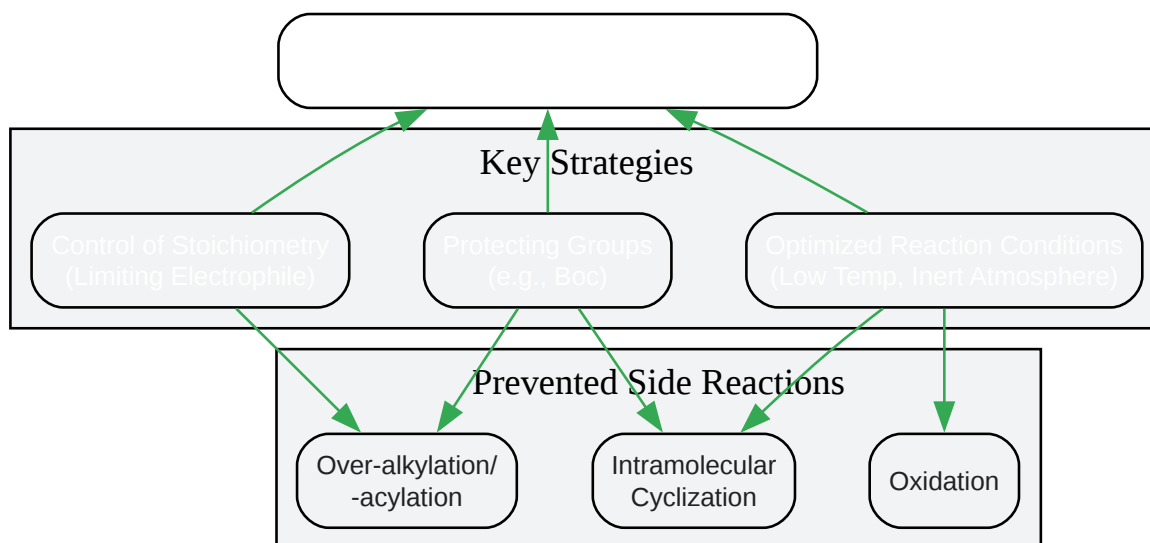 Key Strategies
Control of Stoichiometry
(Limiting Electrophile)
Protecting Groups
(e.g., Boc)
Optimized Reaction Conditions
(Low Temp, Inert Atmosphere)
Prevented Side Reactions
Over-alkylation/
-acylation
Intramolecular
Cyclization
Oxidation